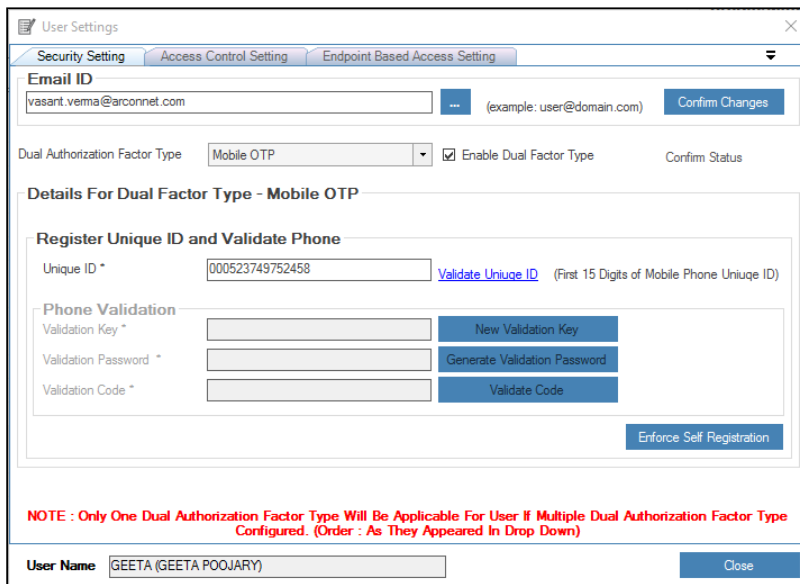 User Settings
Security Setting Access Control Setting Endpoint Based Access Setting
Email ID
vasant.verma@arconnet.com ... (example: user@domain.com) Confirm Changes
Dual Authorization Factor Type Mobile OTP Enable Dual Factor Type Confirm Status
Details For Dual Factor Type - Mobile OTP
Register Unique ID and Validate Phone
Unique ID * 000523749752458 Validate Uniuqe ID (First 15 Digits of Mobile Phone Uniuqe ID)
Phone Validation
Validation Key * New Validation Key
Validation Password * Generate Validation Password
Validation Code * Validate Code
Enforce Self Registration
NOTE : Only One Dual Authorization Factor Type Will Be Applicable For User If Multiple Dual Authorization Factor Type
Configured. (Order : As They Appeared In Drop Down)
User Name GEETA (GEETA POOJARY) Close